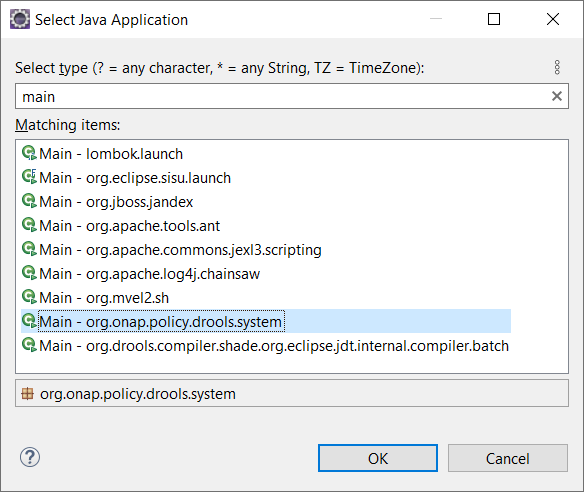 Select Java Application
Select type (? = any character, * = any String, TZ = TimeZone):
main
Matching items:
Main - lombok.launch
Main - org.eclipse.sisu.launch
Main - org.jboss.jandex
Main - org.apache.tools.ant
Main - org.apache.commons.jexl3.scripting
Main - org.apache.log4j.chainsaw
Main - org.mvel2.sh
Main - org.onap.policy.drools.system
Main - org.drools.compiler.shade.org.eclipse.jdt.internal.compiler.batch
org.onap.policy.drools.system
OK
Cancel